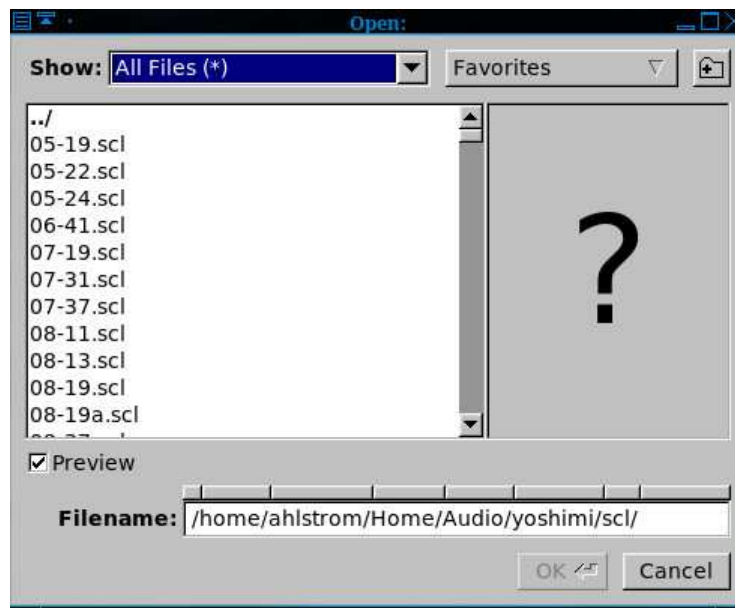 Open:
Show: All Files (*) Favorites
../
05-19.scl
05-22.scl
05-24.scl
06-41.scl
07-19.scl
07-31.scl
07-37.scl
08-11.scl
08-13.scl
08-19.scl
08-19a.scl
?
Preview
Filename: /home/ahlstrom/Home/Audio/yoshimi/scl/
OK Cancel